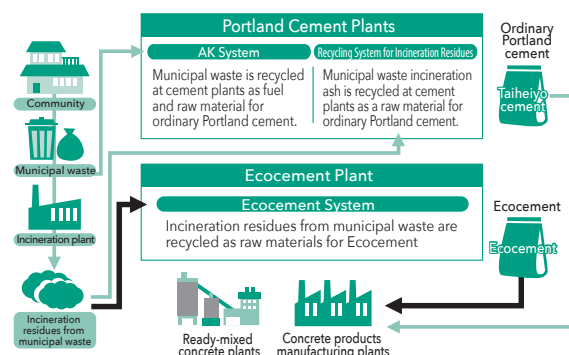 Portland Cement Plants
AK System
Municipal waste is recycled
at cement plants as fuel
and raw material for
ordinary Portland cement.
Recycling System for Incineration Residues
Municipal waste incineration
ash is recycled at cement
plants as a raw material for
ordinary Portland cement.
Ordinary
Portland
cement
Taiheiyo
cement
Community
Municipal waste
Incineration plant
Incineration
residues from
municipal waste
Ecocement Plant
Ecocement System
Incineration residues from municipal waste are
recycled as raw materials for Ecocement
Ecocement
Ecocement
Ready-mixed
concrete plants
Concrete products
manufacturing plants